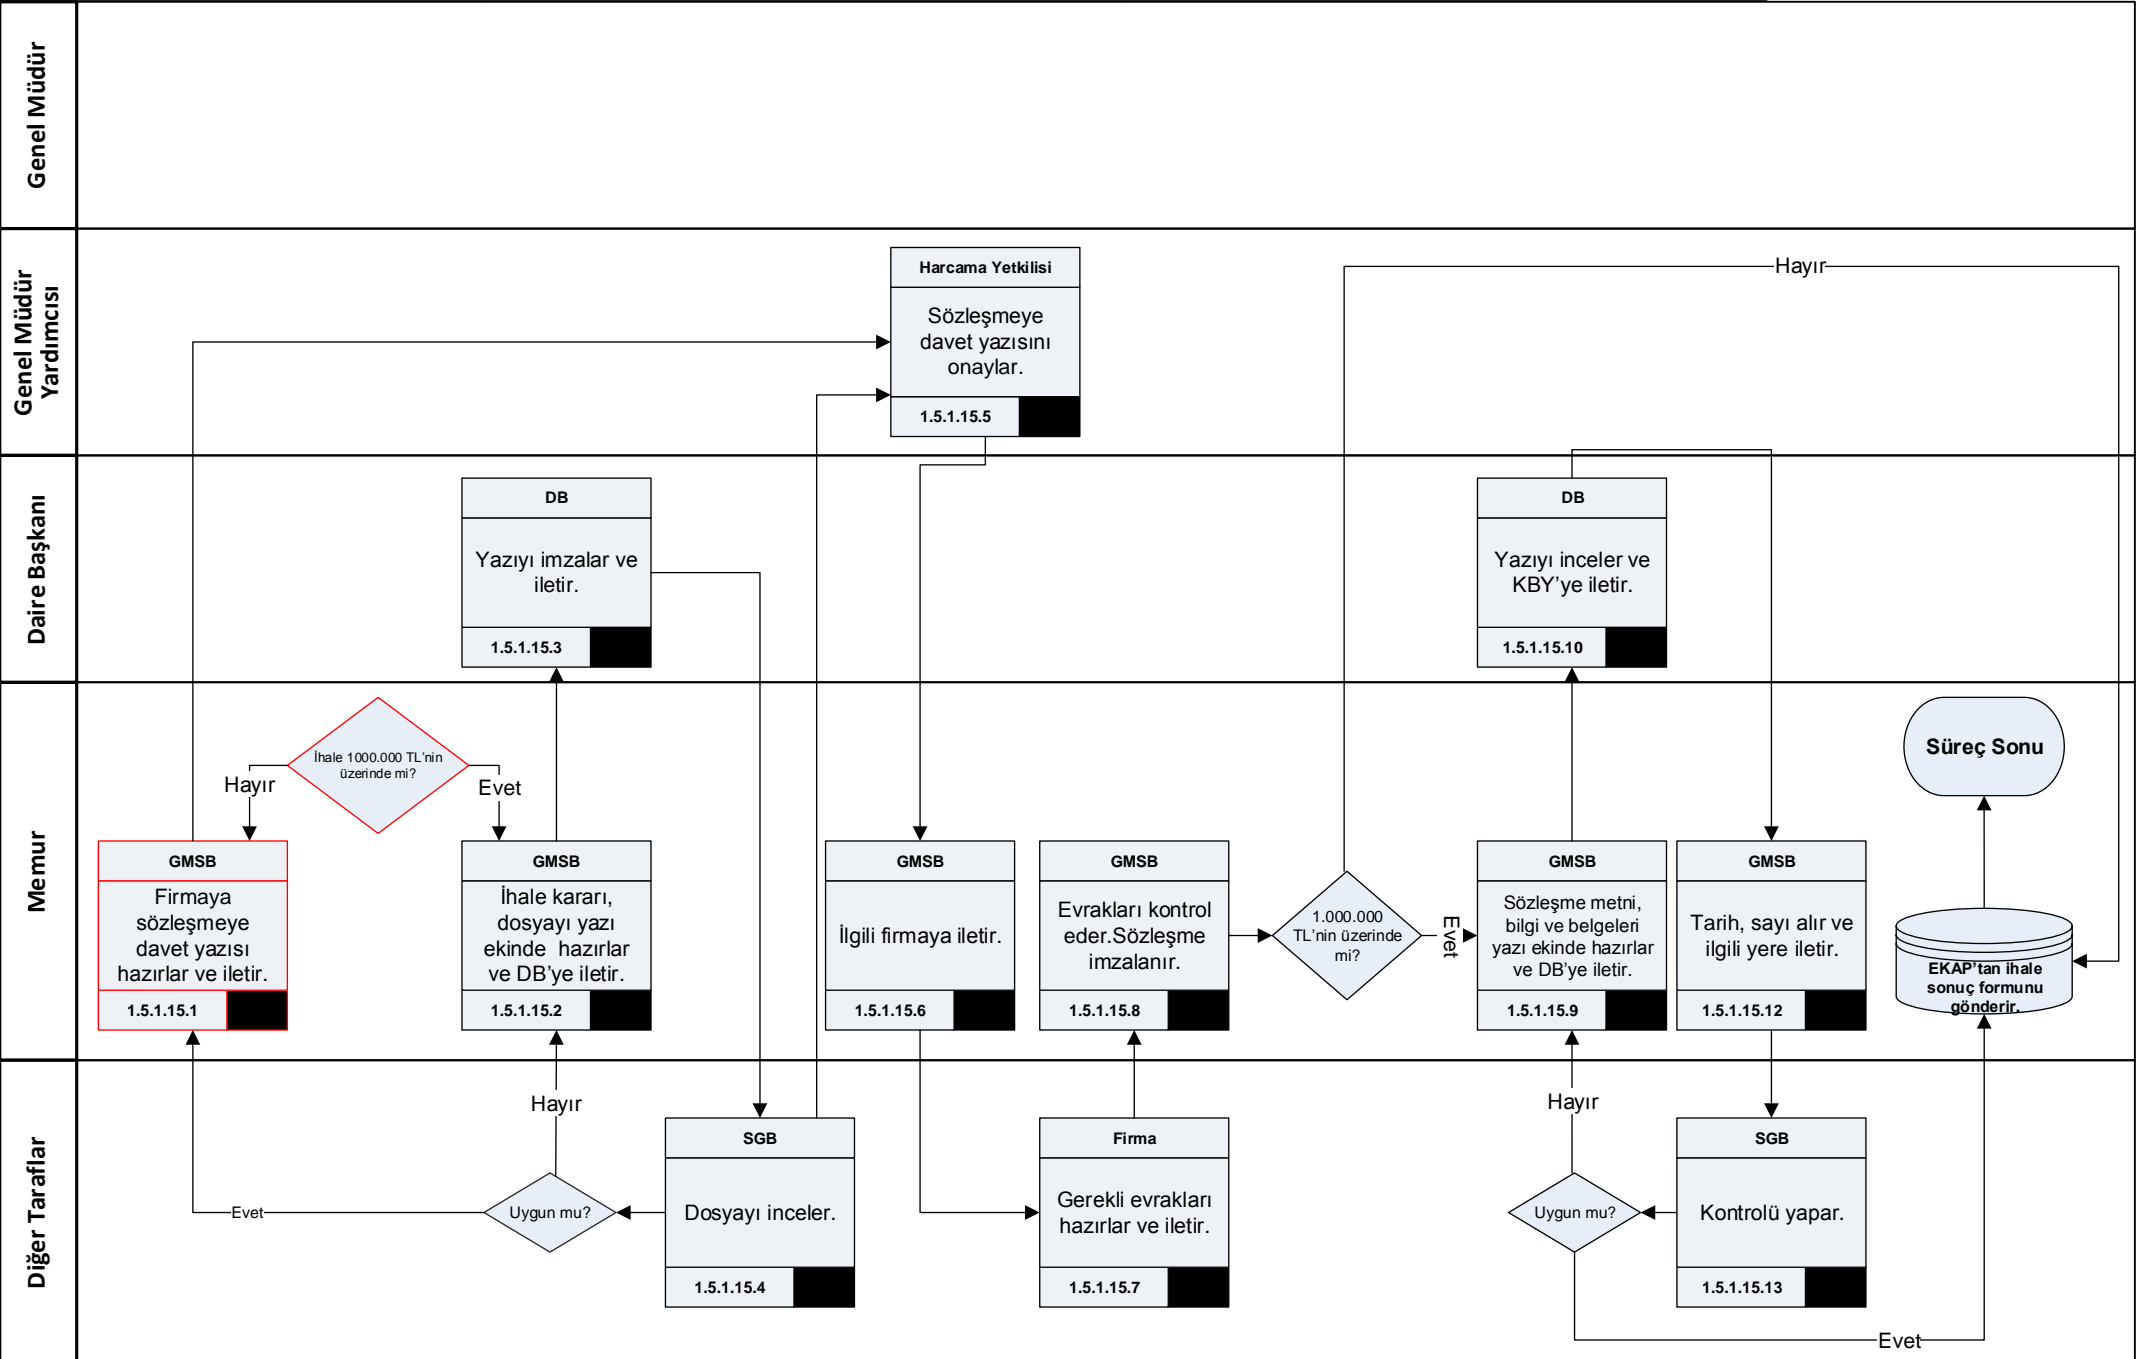 Genel Müdür
Genel Müdür
Yardımcısı
Harcama Yetkilisi
Sözleşmeye
davet yazısını
onaylar.
1.5.1.15.5
Hayır
Daire Başkanı
DB
Yazıyı imzalar ve
iletir.
1.5.1.15.3
DB
Yazıyı inceler ve
KBY’ye iletir.
1.5.1.15.10
Memur
İhale 1000.000 TL’nin
üzerinde mi?
Hayır
Evet
GMSB
Firmaya
sözleşmeye
davet yazısı
hazırlar ve iletir.
1.5.1.15.1
GMSB
İhale kararı,
dosyayı yazı
ekinde hazırlar
ve DB’ye iletir.
1.5.1.15.2
GMSB
İlgili firmaya iletir.
1.5.1.15.6
GMSB
Evrakları kontrol
eder.Sözleşme
imzalanır.
1.5.1.15.8
1.000.000
TL’nin üzerinde
mi?
Evet
GMSB
Sözleşme metni,
bilgi ve belgeleri
yazı ekinde hazırlar
ve DB’ye iletir.
1.5.1.15.9
GMSB
Tarih, sayı alır ve
ilgili yere iletir.
1.5.1.15.12
Süreç Sonu
EKAP’tan ihale
sonuç formunu
gönderir.
Diğer Taraflar
Evet
Hayır
Uygun mu?
SGB
Dosyayı inceler.
1.5.1.15.4
Firma
Gerekli evrakları
hazırlar ve iletir.
1.5.1.15.7
Hayır
Uygun mu?
SGB
Kontrolü yapar.
1.5.1.15.13
Evet